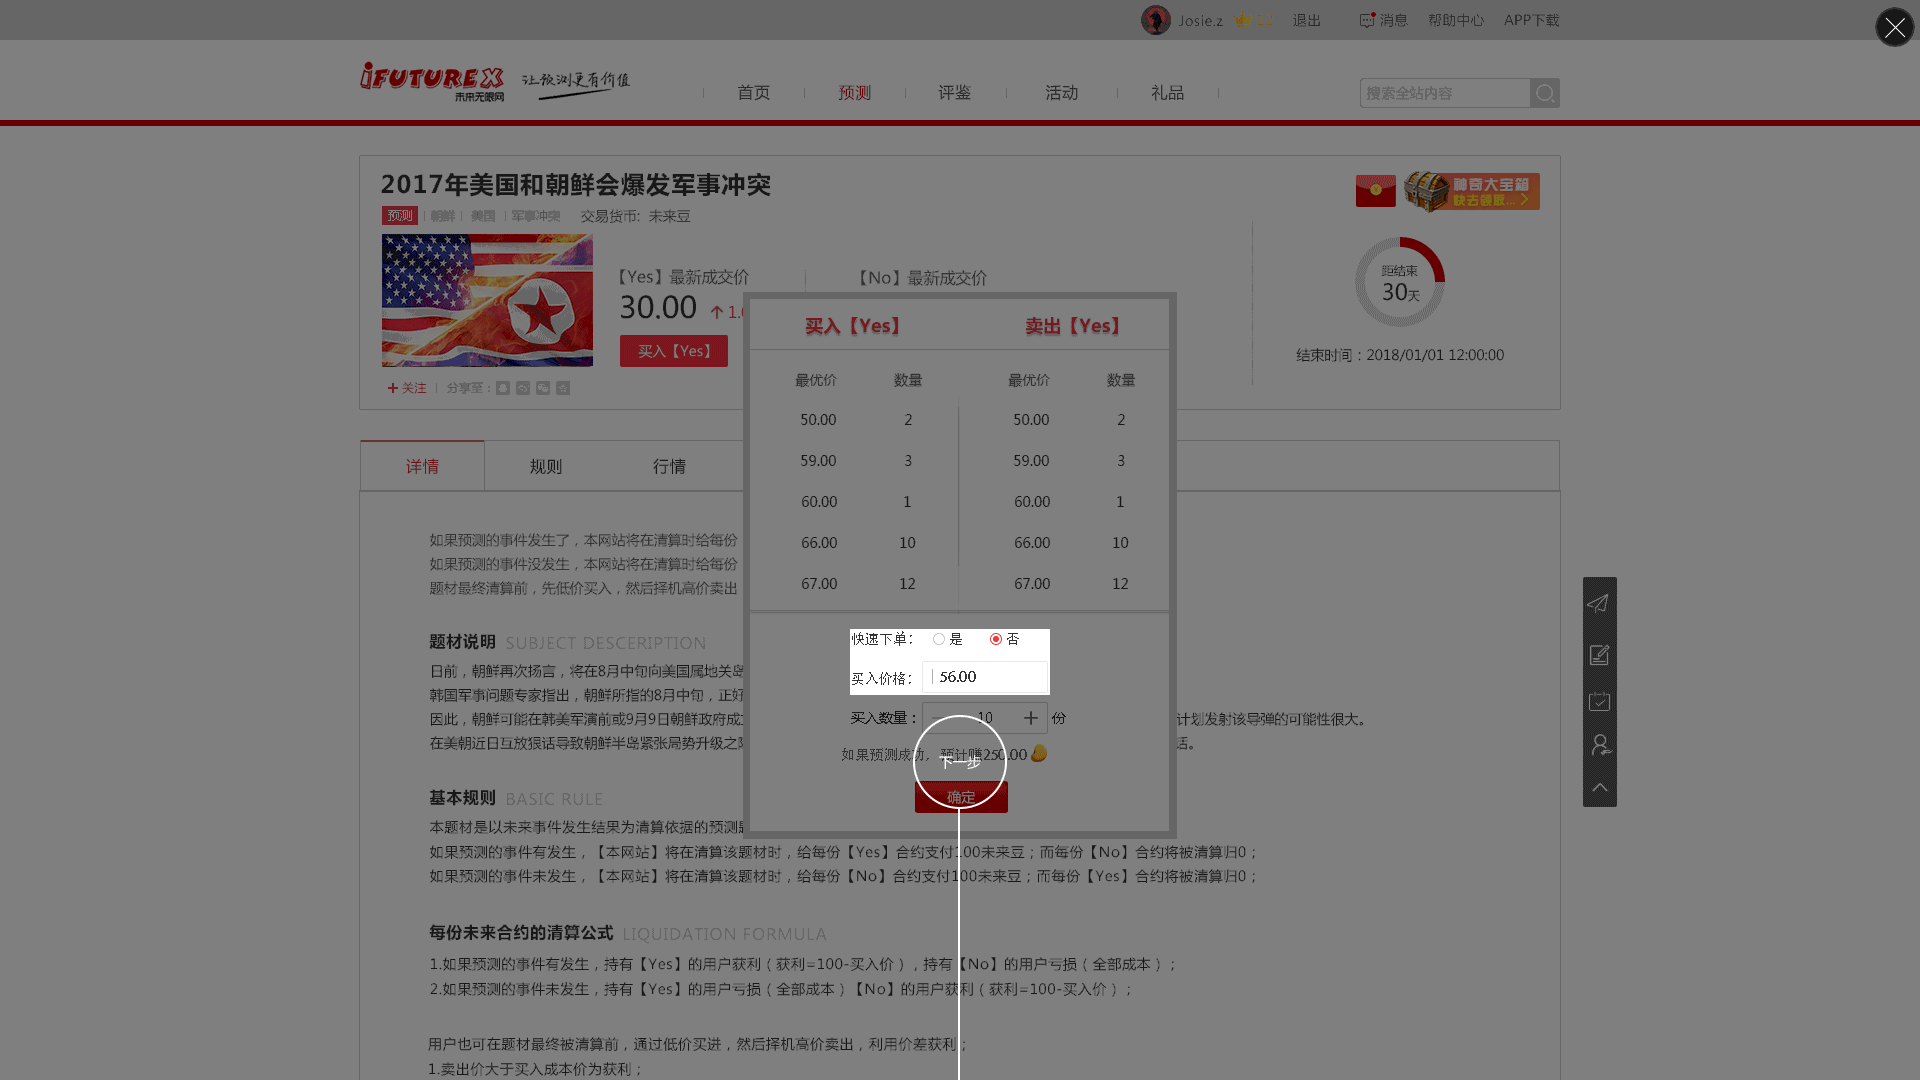 Josie.z 退出 消息 帮助中心 APP下载
iFUTUREX 未来无限网 让预测更有价值
首页 预测 评鉴 活动 礼品
搜索全站内容
2017年美国和朝鲜会爆发军事冲突
预测 朝鲜 美国 军事冲突 交易货币: 未来豆
神奇大宝箱
快去领取...
【Yes】最新成交价 【No】最新成交价
30.00
买入【Yes】
距结束
30天
结束时间：2018/01/01 12:00:00
关注 分享至：
买入【Yes】 卖出【Yes】
最优价 数量 最优价 数量
50.00 2 50.00 2
59.00 3 59.00 3
60.00 1 60.00 1
66.00 10 66.00 10
67.00 12 67.00 12
快速下单： 是 否
买入价格： 56.00
买入数量： 10 份
如果预测成功，预计赚250.00
下一步
确定
详情 规则 行情
如果预测的事件发生了，本网站将在清算时给每份
如果预测的事件没发生，本网站将在清算时给每份
题材最终清算前，先低价买入，然后择机高价卖出
题材说明 SUBJECT DESCERIPTION
日前，朝鲜再次扬言，将在8月中旬向美国属地关岛
韩国军事问题专家指出，朝鲜所指的8月中旬，正好
因此，朝鲜可能在韩美军演前或9月9日朝鲜政府成立 计划发射该导弹的可能性很大。
在美朝近日互放狠话导致朝鲜半岛紧张局势升级之际 话。
基本规则 BASIC RULE
本题材是以未来事件发生结果为清算依据的预测题
如果预测的事件有发生，【本网站】将在清算该题材时，给每份【Yes】合约支付100未来豆；而每份【No】合约将被清算归0；
如果预测的事件未发生，【本网站】将在清算该题材时，给每份【No】合约支付100未来豆；而每份【Yes】合约将被清算归0；
每份未来合约的清算公式 LIQUIDATION FORMULA
1.如果预测的事件有发生，持有【Yes】的用户获利（获利=100-买入价），持有【No】的用户亏损（全部成本）；
2.如果预测的事件未发生，持有【Yes】的用户亏损（全部成本）【No】的用户获利（获利=100-买入价）；
用户也可在题材最终被清算前，通过低价买进，然后择机高价卖出，利用价差获利；
1.卖出价大于买入成本价为获利；